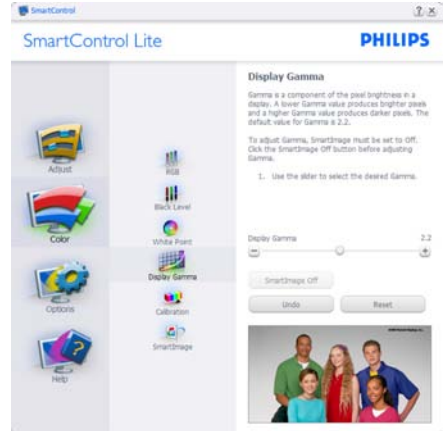 SmartControl
SmartControl Lite
PHILIPS
Adjust
Color
Options
Help
RGB
Black Level
White Point
Display Gamma
Calibration
SmartImage
Display Gamma
Gamma is a component of the pixel brightness in a
display. A lower Gamma value produces brighter pixels
and a higher Gamma value produces darker pixels. The
default value for Gamma is 2.2.
To adjust Gamma, SmartImage must be set to Off.
Click the SmartImage Off button before adjusting
Gamma.
1. Use the slider to select the desired Gamma.
Display Gamma 2.2
SmartImage Off
Undo Reset